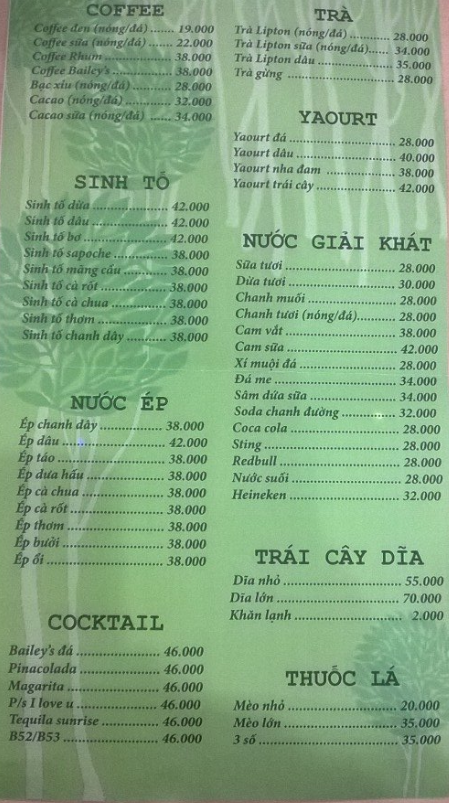 COFFEE
Coffee đen (nóng/đá) ....... 19.000
Coffee sữa (nóng/đá) ....... 22.000
Coffee Rhum ..................... 38.000
Coffee Bailey's ................... 38.000
Bạc xíu (nóng/đá) .............. 28.000
Cacao (nóng/đá) ................ 32.000
Cacao sữa (nóng/đá) ...... 34.000
SINH TỐ
Sinh tố dừa ........................... 42.000
Sinh tố dâu .......................... 42.000
Sinh tố bơ ............................ 42.000
Sinh tố sapoche .................... 38.000
Sinh tố mãng cầu ................. 38.000
Sinh tố cà rốt ........................ 38.000
Sinh tố cà chua .................... 38.000
Sinh tố thơm ........................ 38.000
Sinh tố chanh dây .......... 38.000
NƯỚC ÉP
Ép chanh dây ................. 38.000
Ép dâu ........................... 42.000
Ép táo ............................ 38.000
Ép dưa hấu .................... 38.000
Ép cà chua ..................... 38.000
Ép cà rốt ........................ 38.000
Ép thơm ......................... 38.000
Ép bưởi .......................... 38.000
Ép ổi ............................... 38.000
COCKTAIL
Bailey's đá ..................... 46.000
Pinacolada .................... 46.000
Magarita ....................... 46.000
P/s I love u .................... 46.000
Tequila sunrise ............. 46.000
B52/B53 ........................ 46.000
TRÀ
Trà Lipton (nóng/đá) ............ 28.000
Trà Lipton sữa (nóng/đá)...... 34.000
Trà Lipton dâu ..................... 35.000
Trà gừng ............................... 28.000
YAOURT
Yaourt đá ............................. 28.000
Yaourt dâu ........................... 40.000
Yaourt nha đam ................... 38.000
Yaourt trái cây ..................... 42.000
NƯỚC GIẢI KHÁT
Sữa tươi ............................... 28.000
Dừa tươi .............................. 30.000
Chanh muối ......................... 28.000
Chanh tươi (nóng/đá).......... 28.000
Cam vắt ............................... 38.000
Cam sữa .............................. 42.000
Xí muội đá .......................... 28.000
Đá me .................................. 34.000
Sâm dứa sữa ....................... 34.000
Soda chanh đường ............... 32.000
Coca cola ............................. 28.000
Sting .................................... 28.000
Redbull ................................ 28.000
Nước suối ............................ 28.000
Heineken ............................. 32.000
TRÁI CÂY DĨA
Dĩa nhỏ ................................ 55.000
Dĩa lớn ................................ 70.000
Khăn lạnh ........................... 2.000
THUỐC LÁ
Mèo nhỏ ............................... 20.000
Mèo lớn ............................... 35.000
3 số ...................................... 35.000